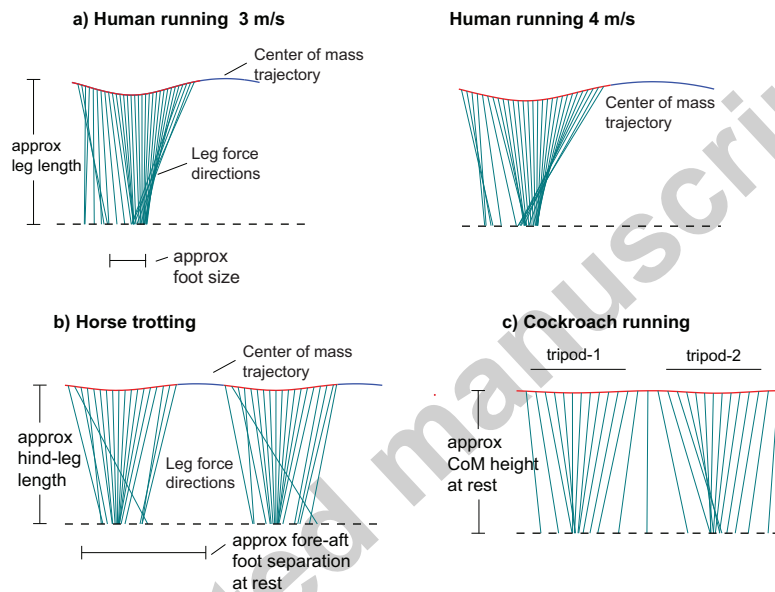 a) Human running 3 m/s
Human running 4 m/s
Center of mass
trajectory
Center of mass
trajectory
approx
leg length
Leg force
directions
approx
foot size
b) Horse trotting
c) Cockroach running
Center of mass
trajectory
tripod-1
tripod-2
approx
hind-leg
length
Leg force
directions
approx
CoM height
at rest
approx fore-aft
foot separation
at rest
ted manuscrip